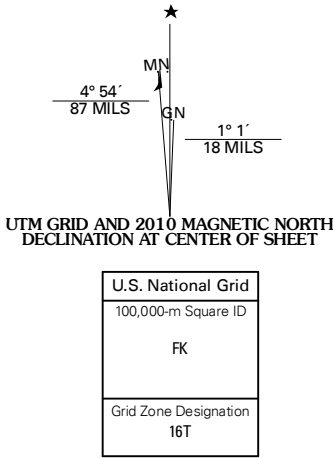 MN
4° 54´
87 MILS
GN
1° 1´
18 MILS
UTM GRID AND 2010 MAGNETIC NORTH
DECLINATION AT CENTER OF SHEET
U.S. National Grid
100,000-m Square ID
FK
Grid Zone Designation
16T